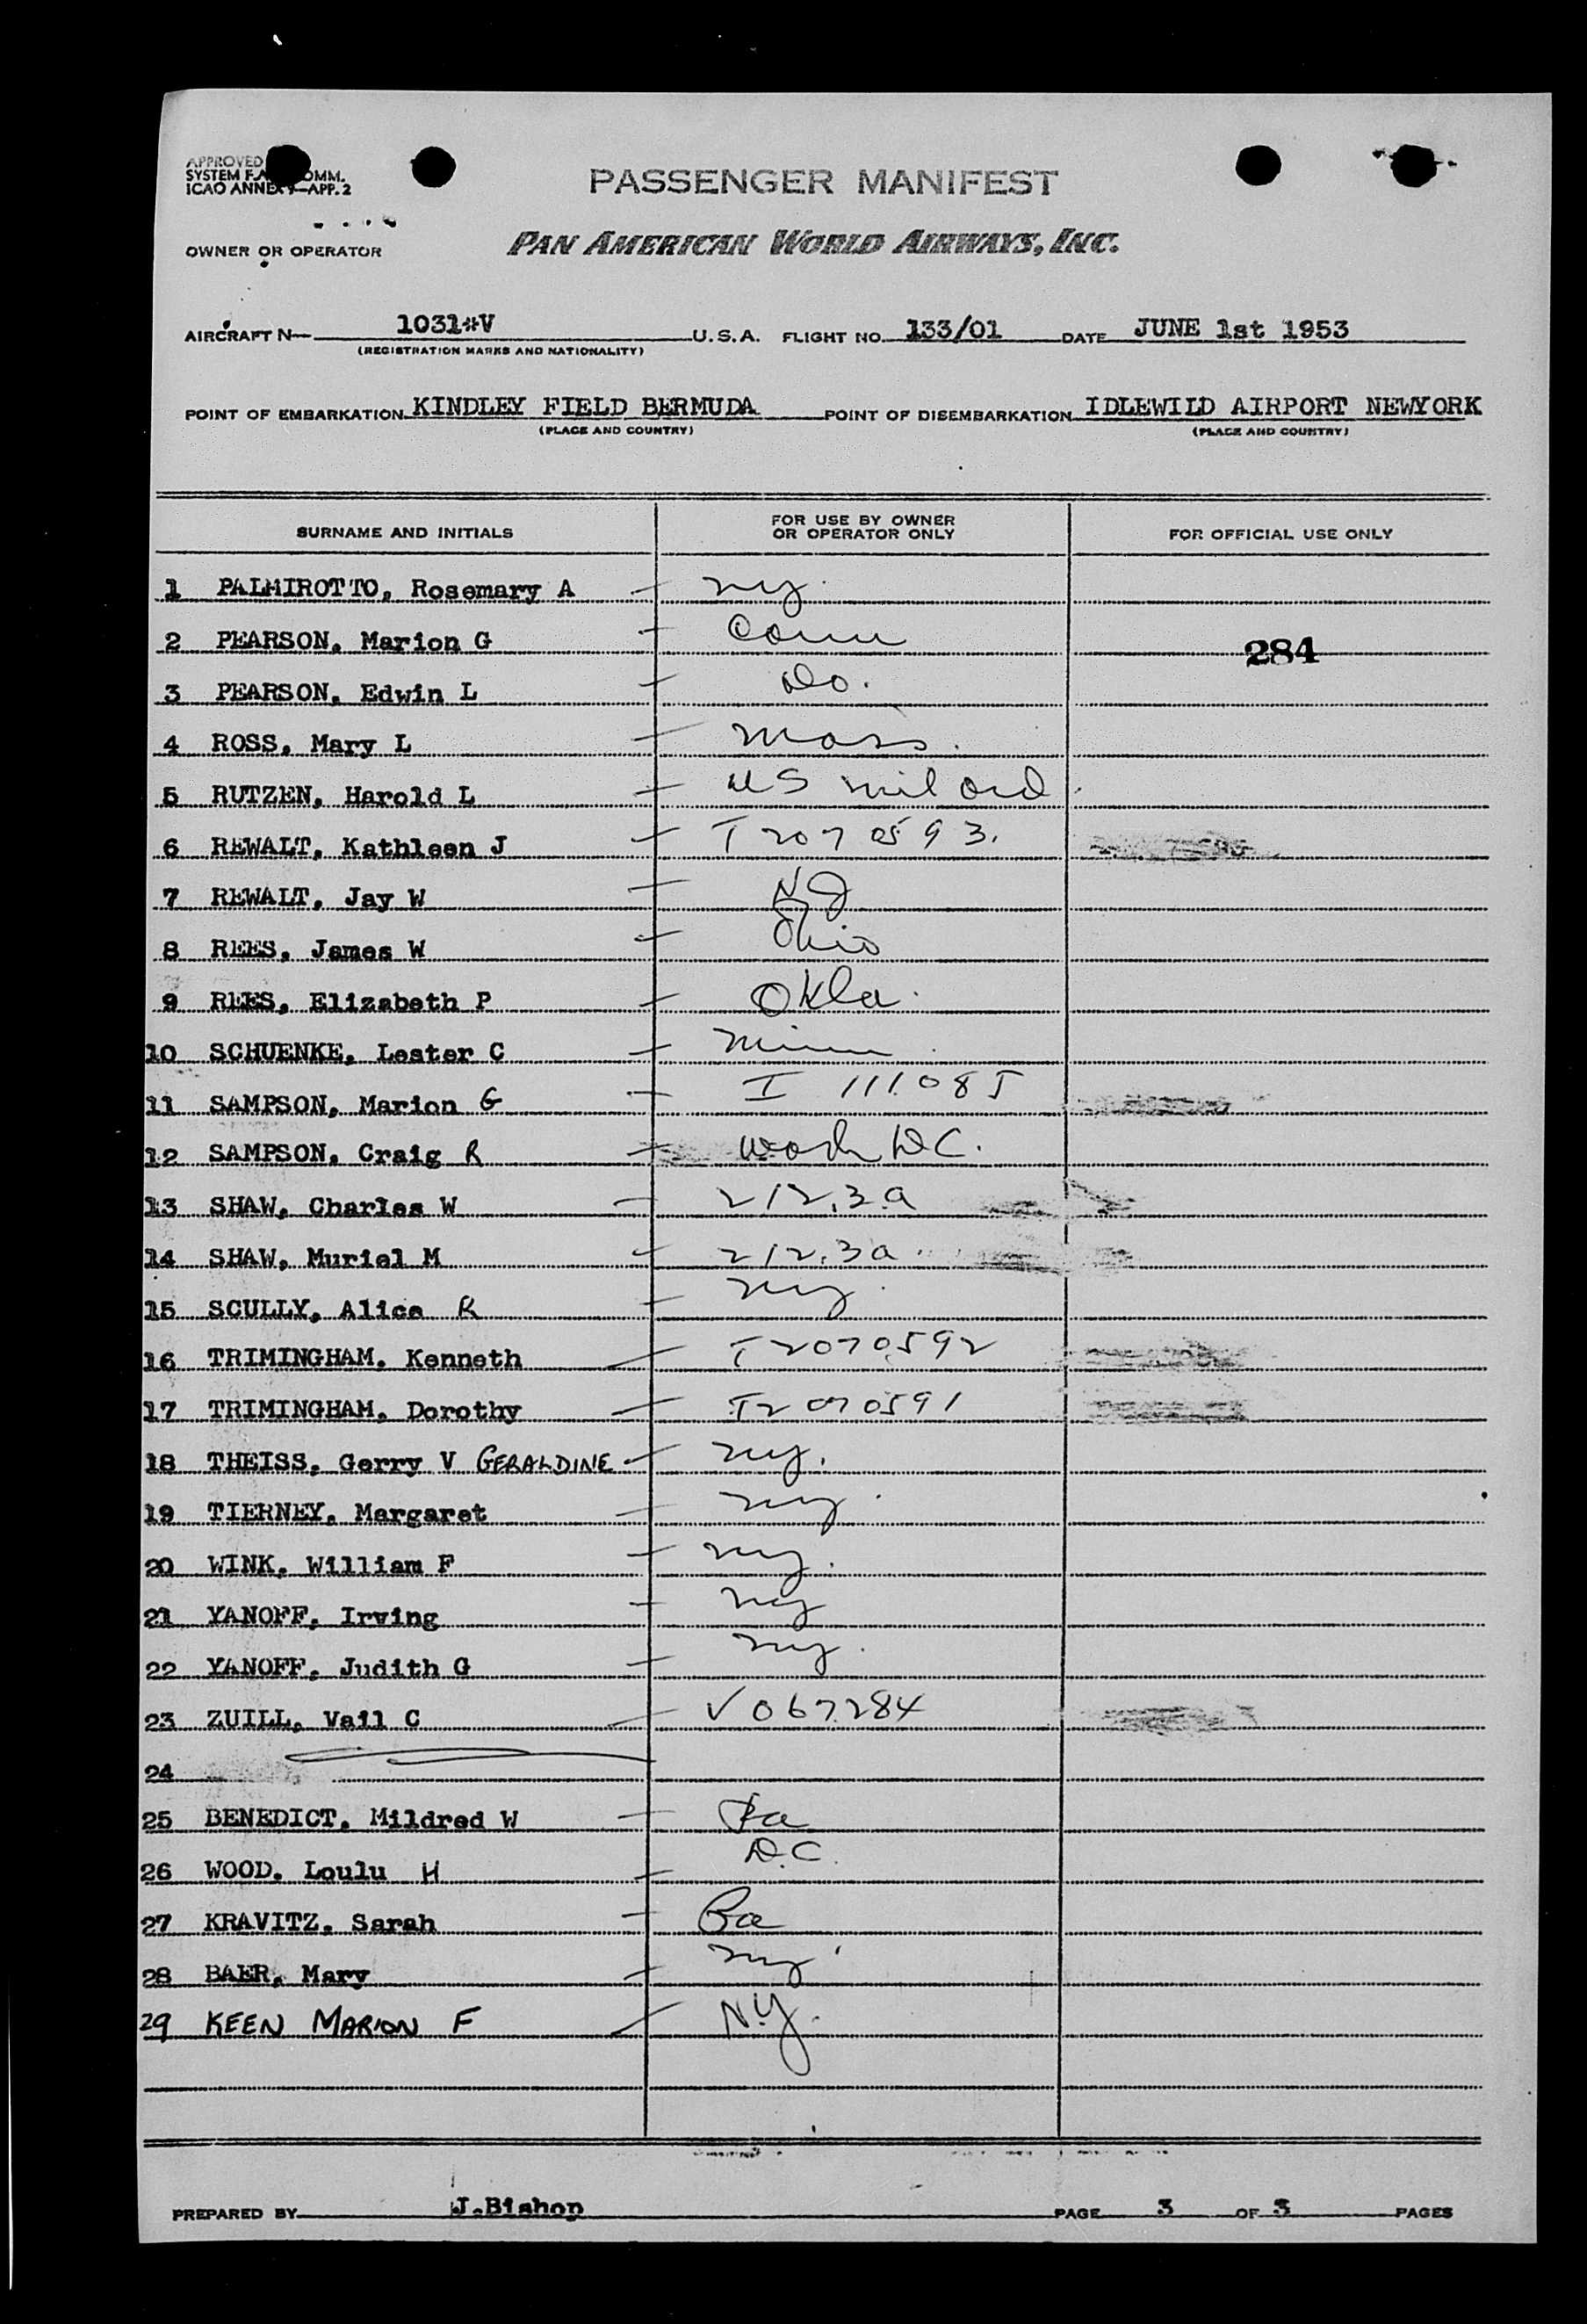 APPROVED
SYSTEM OMM.
ICAO ANNEX 9—APP. 2
PASSENGER MANIFEST
OWNER OR OPERATOR PAN AMERICAN WORLD AIRWAYS, INC.
AIRCRAFT N— 1031*V U.S.A. FLIGHT NO. 133/01 DATE JUNE 1st 1953
(REGISTRATION MARKS AND NATIONALITY)
POINT OF EMBARKATION KINDLEY FIELD BERMUDA POINT OF DISEMBARKATION IDLEWILD AIRPORT NEWYORK
(PLACE AND COUNTRY) (PLACE AND COUNTRY)
SURNAME AND INITIALS FOR USE BY OWNER OR OPERATOR ONLY FOR OFFICIAL USE ONLY
1 PALMIROTTO, Rosemary A — ny.
2 PEARSON, Marion G — Conn 284
3 PEARSON, Edwin L — Do.
4 ROSS, Mary L — Mass.
5 RUTZEN, Harold L — US mil ord
6 REWALT, Kathleen J — T2070593.
7 REWALT, Jay W — NJ
8 REES, James W — Ohio
9 REES, Elizabeth P — Okla.
10 SCHUENKE, Lester C — Minn.
11 SAMPSON, Marion G — I 111085
12 SAMPSON, Craig R — Wash DC.
13 SHAW, Charles W — 212.3a
14 SHAW, Muriel M — 212.3a.
15 SCULLY, Alice R — ny.
16 TRIMINGHAM, Kenneth — T2070592
17 TRIMINGHAM, Dorothy — T2070591
18 THEISS, Gerry V GERALDINE — ny.
19 TIERNEY, Margaret — ny.
20 WINK, William F — ny.
21 YANOFF, Irving — ny
22 YANOFF, Judith G — ny.
23 ZUILL, Vail C — V067284
24
25 BENEDICT, Mildred W — Pa
26 WOOD, Loulu H — D.C.
27 KRAVITZ, Sarah — Pa
28 BAER, Mary — ny
29 KEEN MARION F — N.Y.
PREPARED BY J.Bishop PAGE 3 OF 3 PAGES